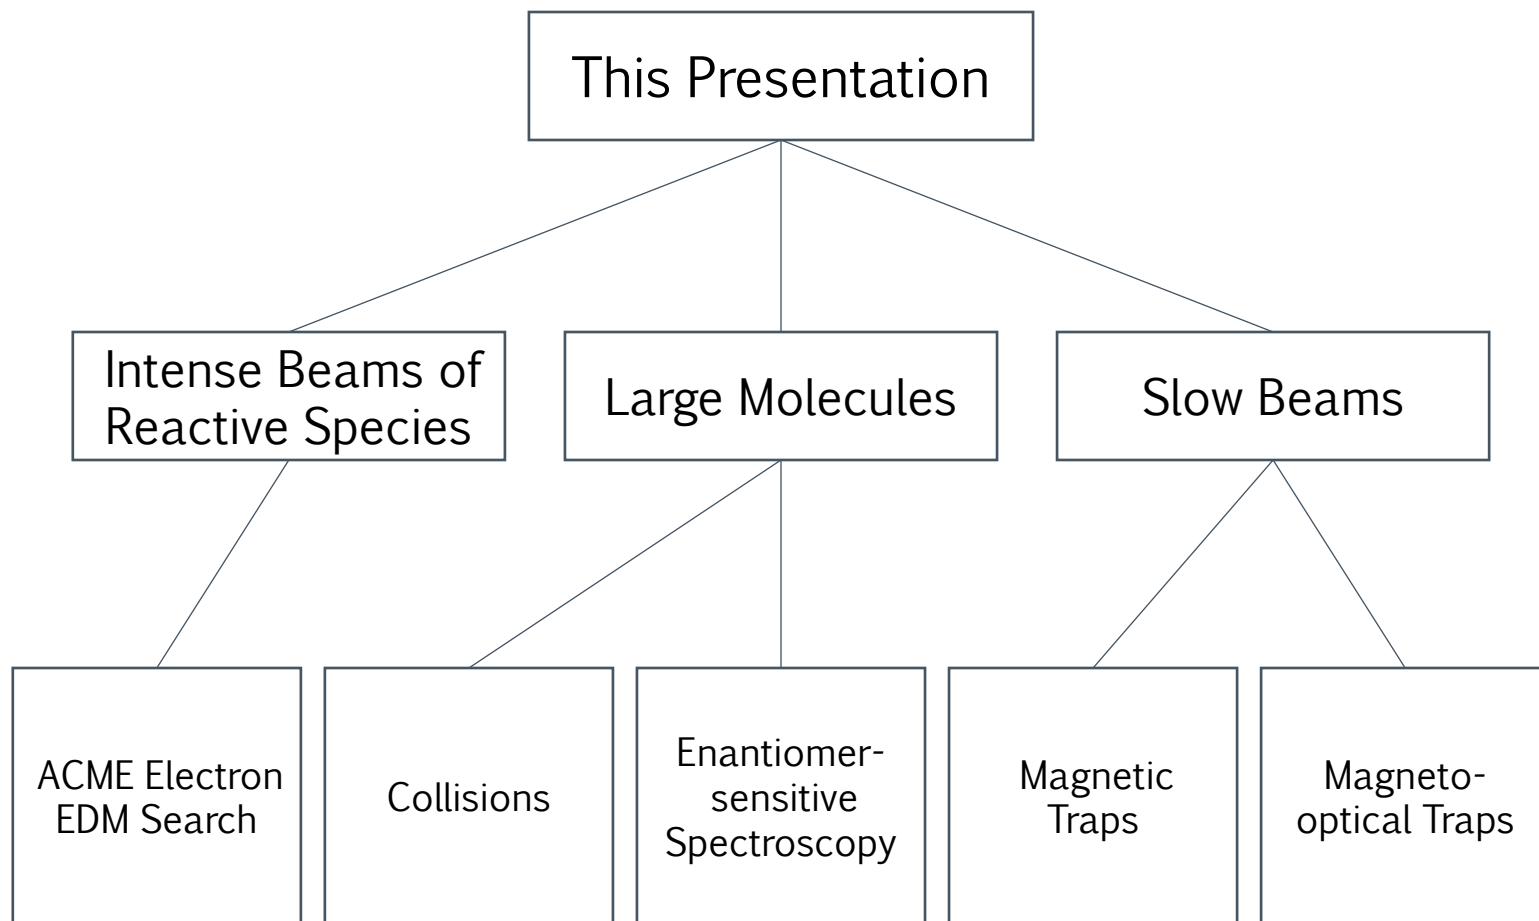 This Presentation
Intense Beams of
Reactive Species
Large Molecules
Slow Beams
ACME Electron
EDM Search
Collisions
Enantiomer-
sensitive
Spectroscopy
Magnetic
Traps
Magneto-
optical Traps